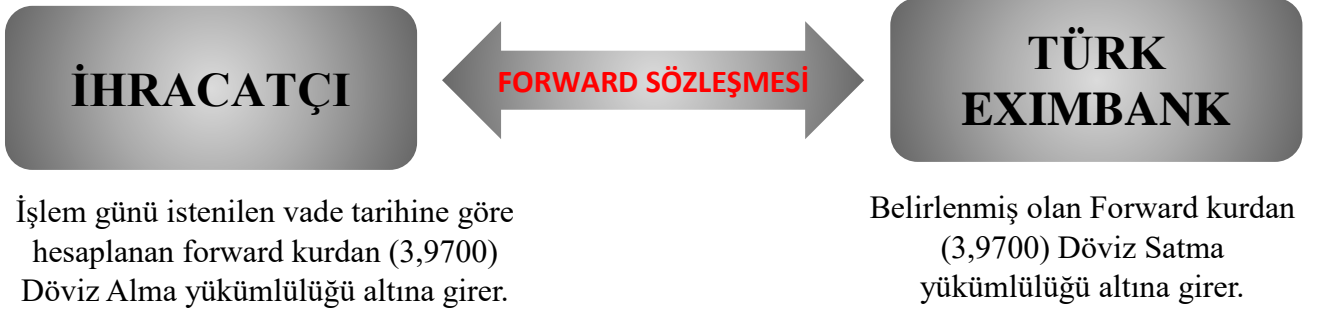 İHRACATÇI
FORWARD SÖZLEŞMESİ
TÜRK
EXIMBANK
İşlem günü istenilen vade tarihine göre
hesaplanan forward kurdan (3,9700)
Döviz Alma yükümlülüğü altına girer.
Belirlenmiş olan Forward kurdan
(3,9700) Döviz Satma
yükümlülüğü altına girer.